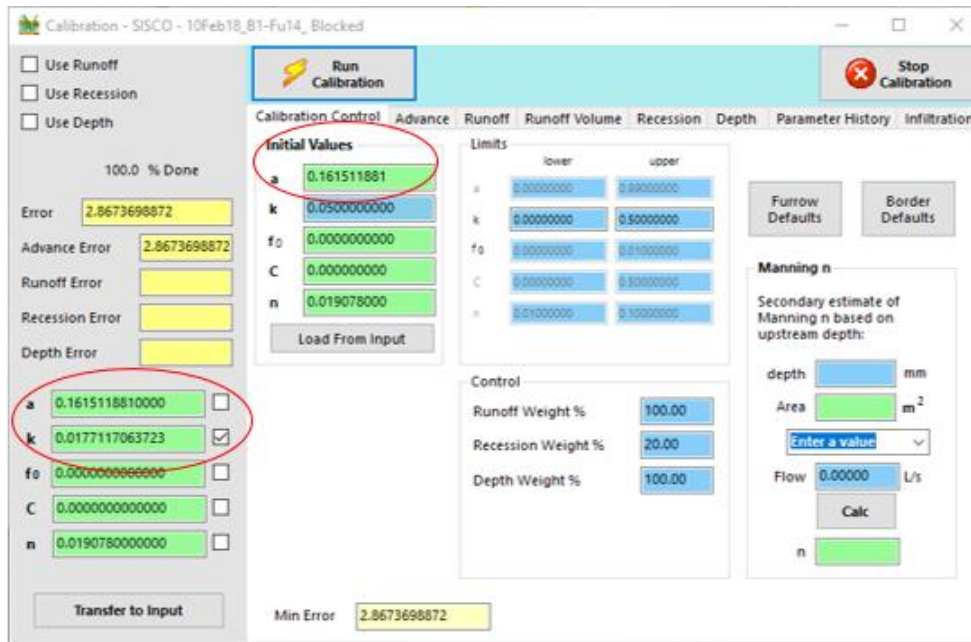 Calibration - SISCO - 10Feb18_B1-Fu14_ Blocked
Use Runoff
Use Recession
Use Depth
100.0 % Done
Error 2.8673698872
Advance Error 2.8673698872
Runoff Error
Recession Error
Depth Error
a 0.1615118810000
k 0.0177117063723
f0 0.0000000000000
C 0.0000000000000
n 0.0190780000000
Transfer to Input
Run
Calibration
Stop
Calibration
Calibration Control Advance Runoff Runoff Volume Recession Depth Parameter History Infiltration
Initial Values
a 0.161511881
k 0.0500000000
f0 0.0000000000
C 0.000000000
n 0.019078000
Load From Input
Limits
lower upper
a 0.00000000 0.99000000
k 0.00000000 0.50000000
f0 0.00000000 0.01000000
C 0.00000000 0.50000000
n 0.01000000 0.10000000
Control
Runoff Weight % 100.00
Recession Weight % 20.00
Depth Weight % 100.00
Min Error 2.8673698872
Furrow
Defaults
Border
Defaults
Manning n
Secondary estimate of
Manning n based on
upstream depth:
depth mm
Area m²
Enter a value
Flow 0.00000 L/s
Calc
n